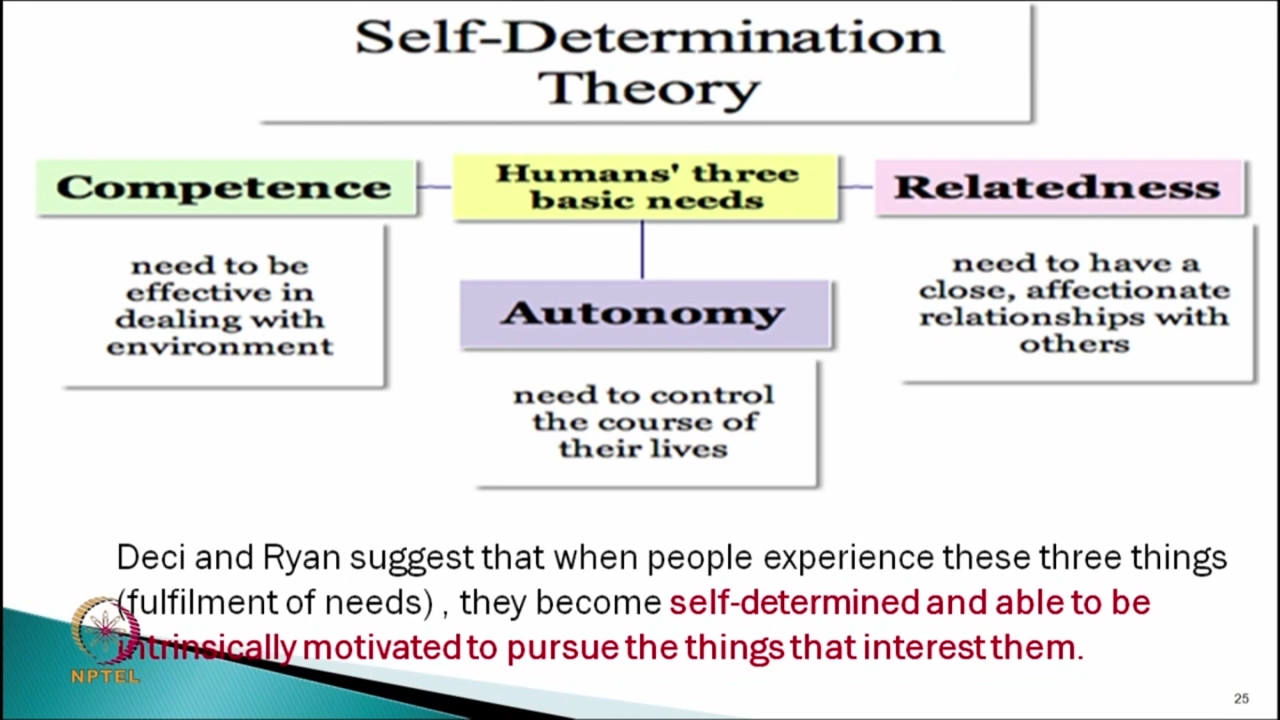 Self-Determination
Theory
Competence
Humans' three
basic needs
Relatedness
need to be
effective in
dealing with
environment
Autonomy
need to control
the course of
their lives
need to have a
close, affectionate
relationships with
others
Deci and Ryan suggest that when people experience these three things
(fulfilment of needs) , they become self-determined and able to be
intrinsically motivated to pursue the things that interest them.
NPTEL
25